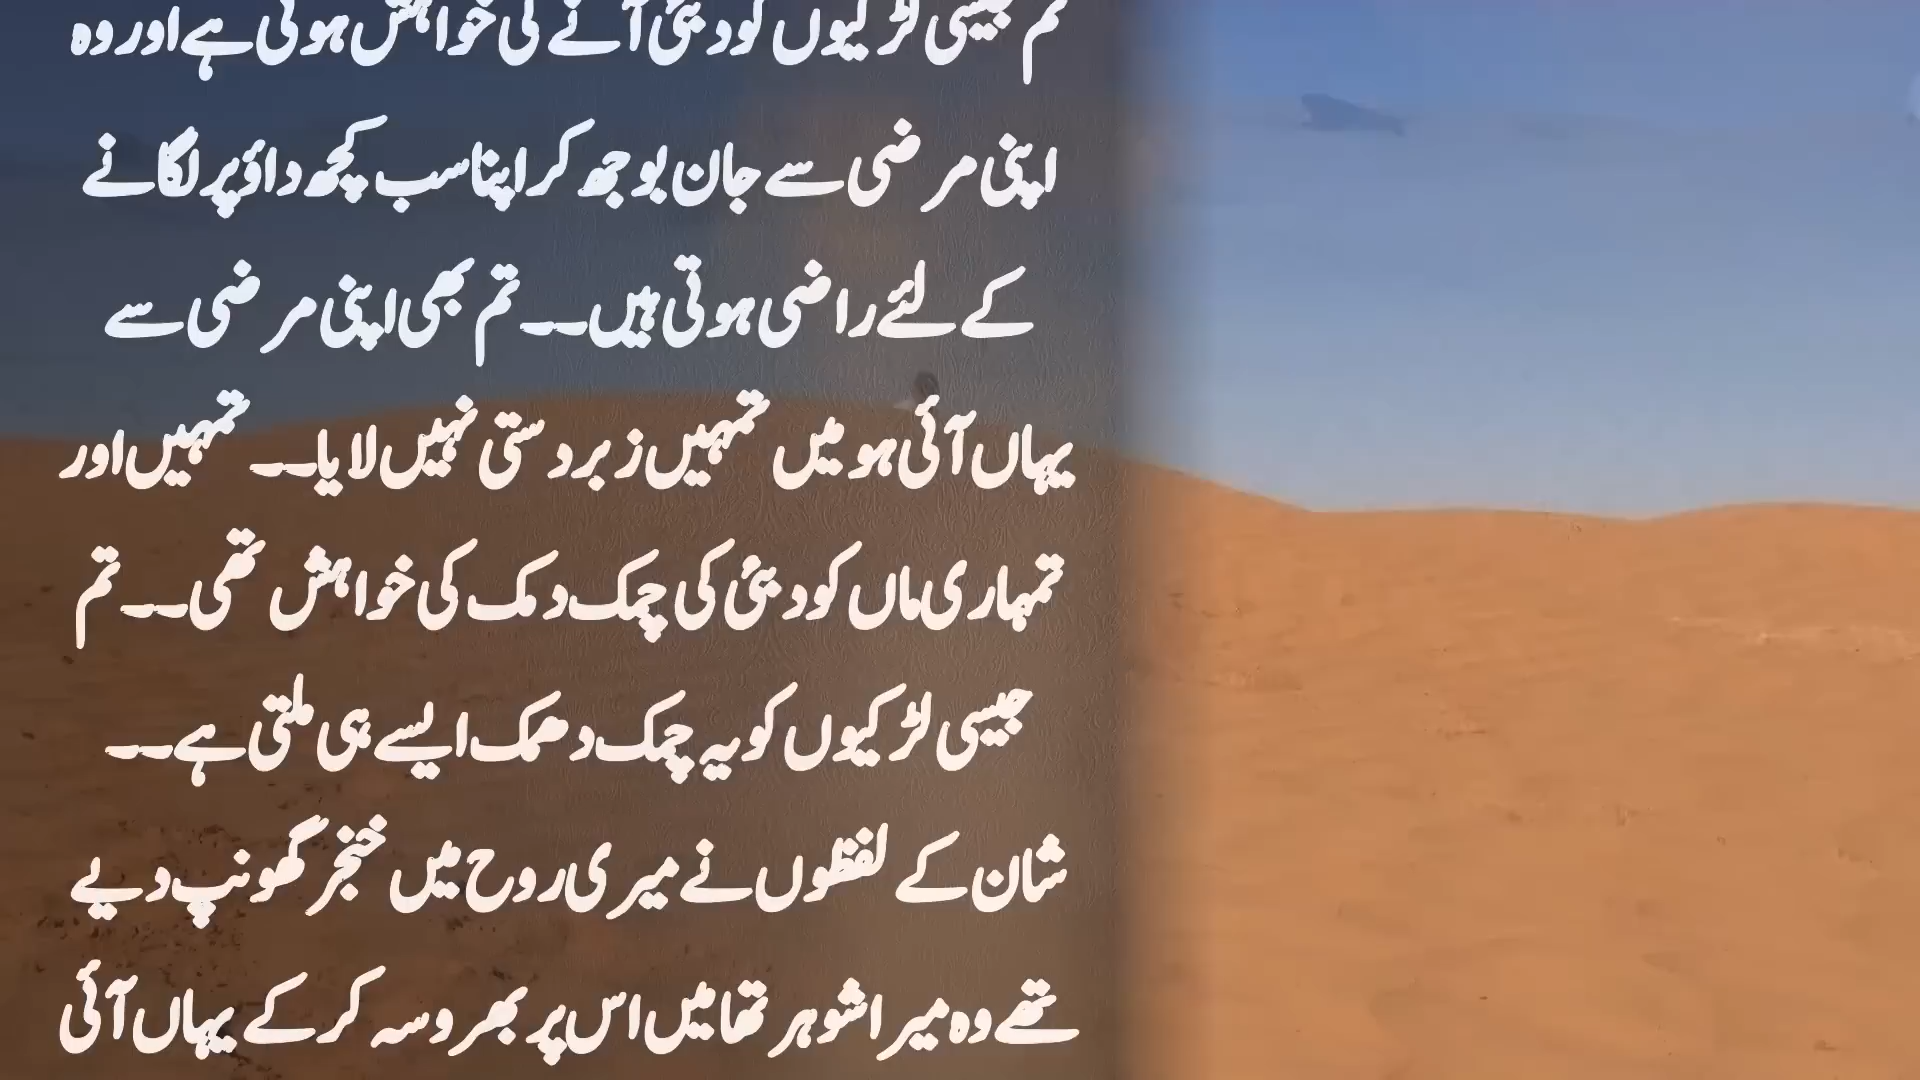 تم جیسی لڑکیوں کو دبئی آنے کی خواہش ہوتی ہے اور وہ
اپنی مرضی سے جان بوجھ کر اپنا سب کچھ داؤ پر لگانے
کے لئے راضی ہوتی ہیں۔۔ تم بھی اپنی مرضی سے
یہاں آئی ہو میں تمہیں زبردستی نہیں لایا۔۔ تمہیں اور
تمہاری ماں کو دبئی کی چمک دمک کی خواہش تھی۔۔ تم
جیسی لڑکیوں کو یہ چمک دھمک ایسے ہی ملتی ہے۔۔
شان کے لفظوں نے میری روح میں خنجر گھونپ دیے
تھے وہ میرا شوہر تھا میں اس پر بھروسہ کر کے یہاں آئی